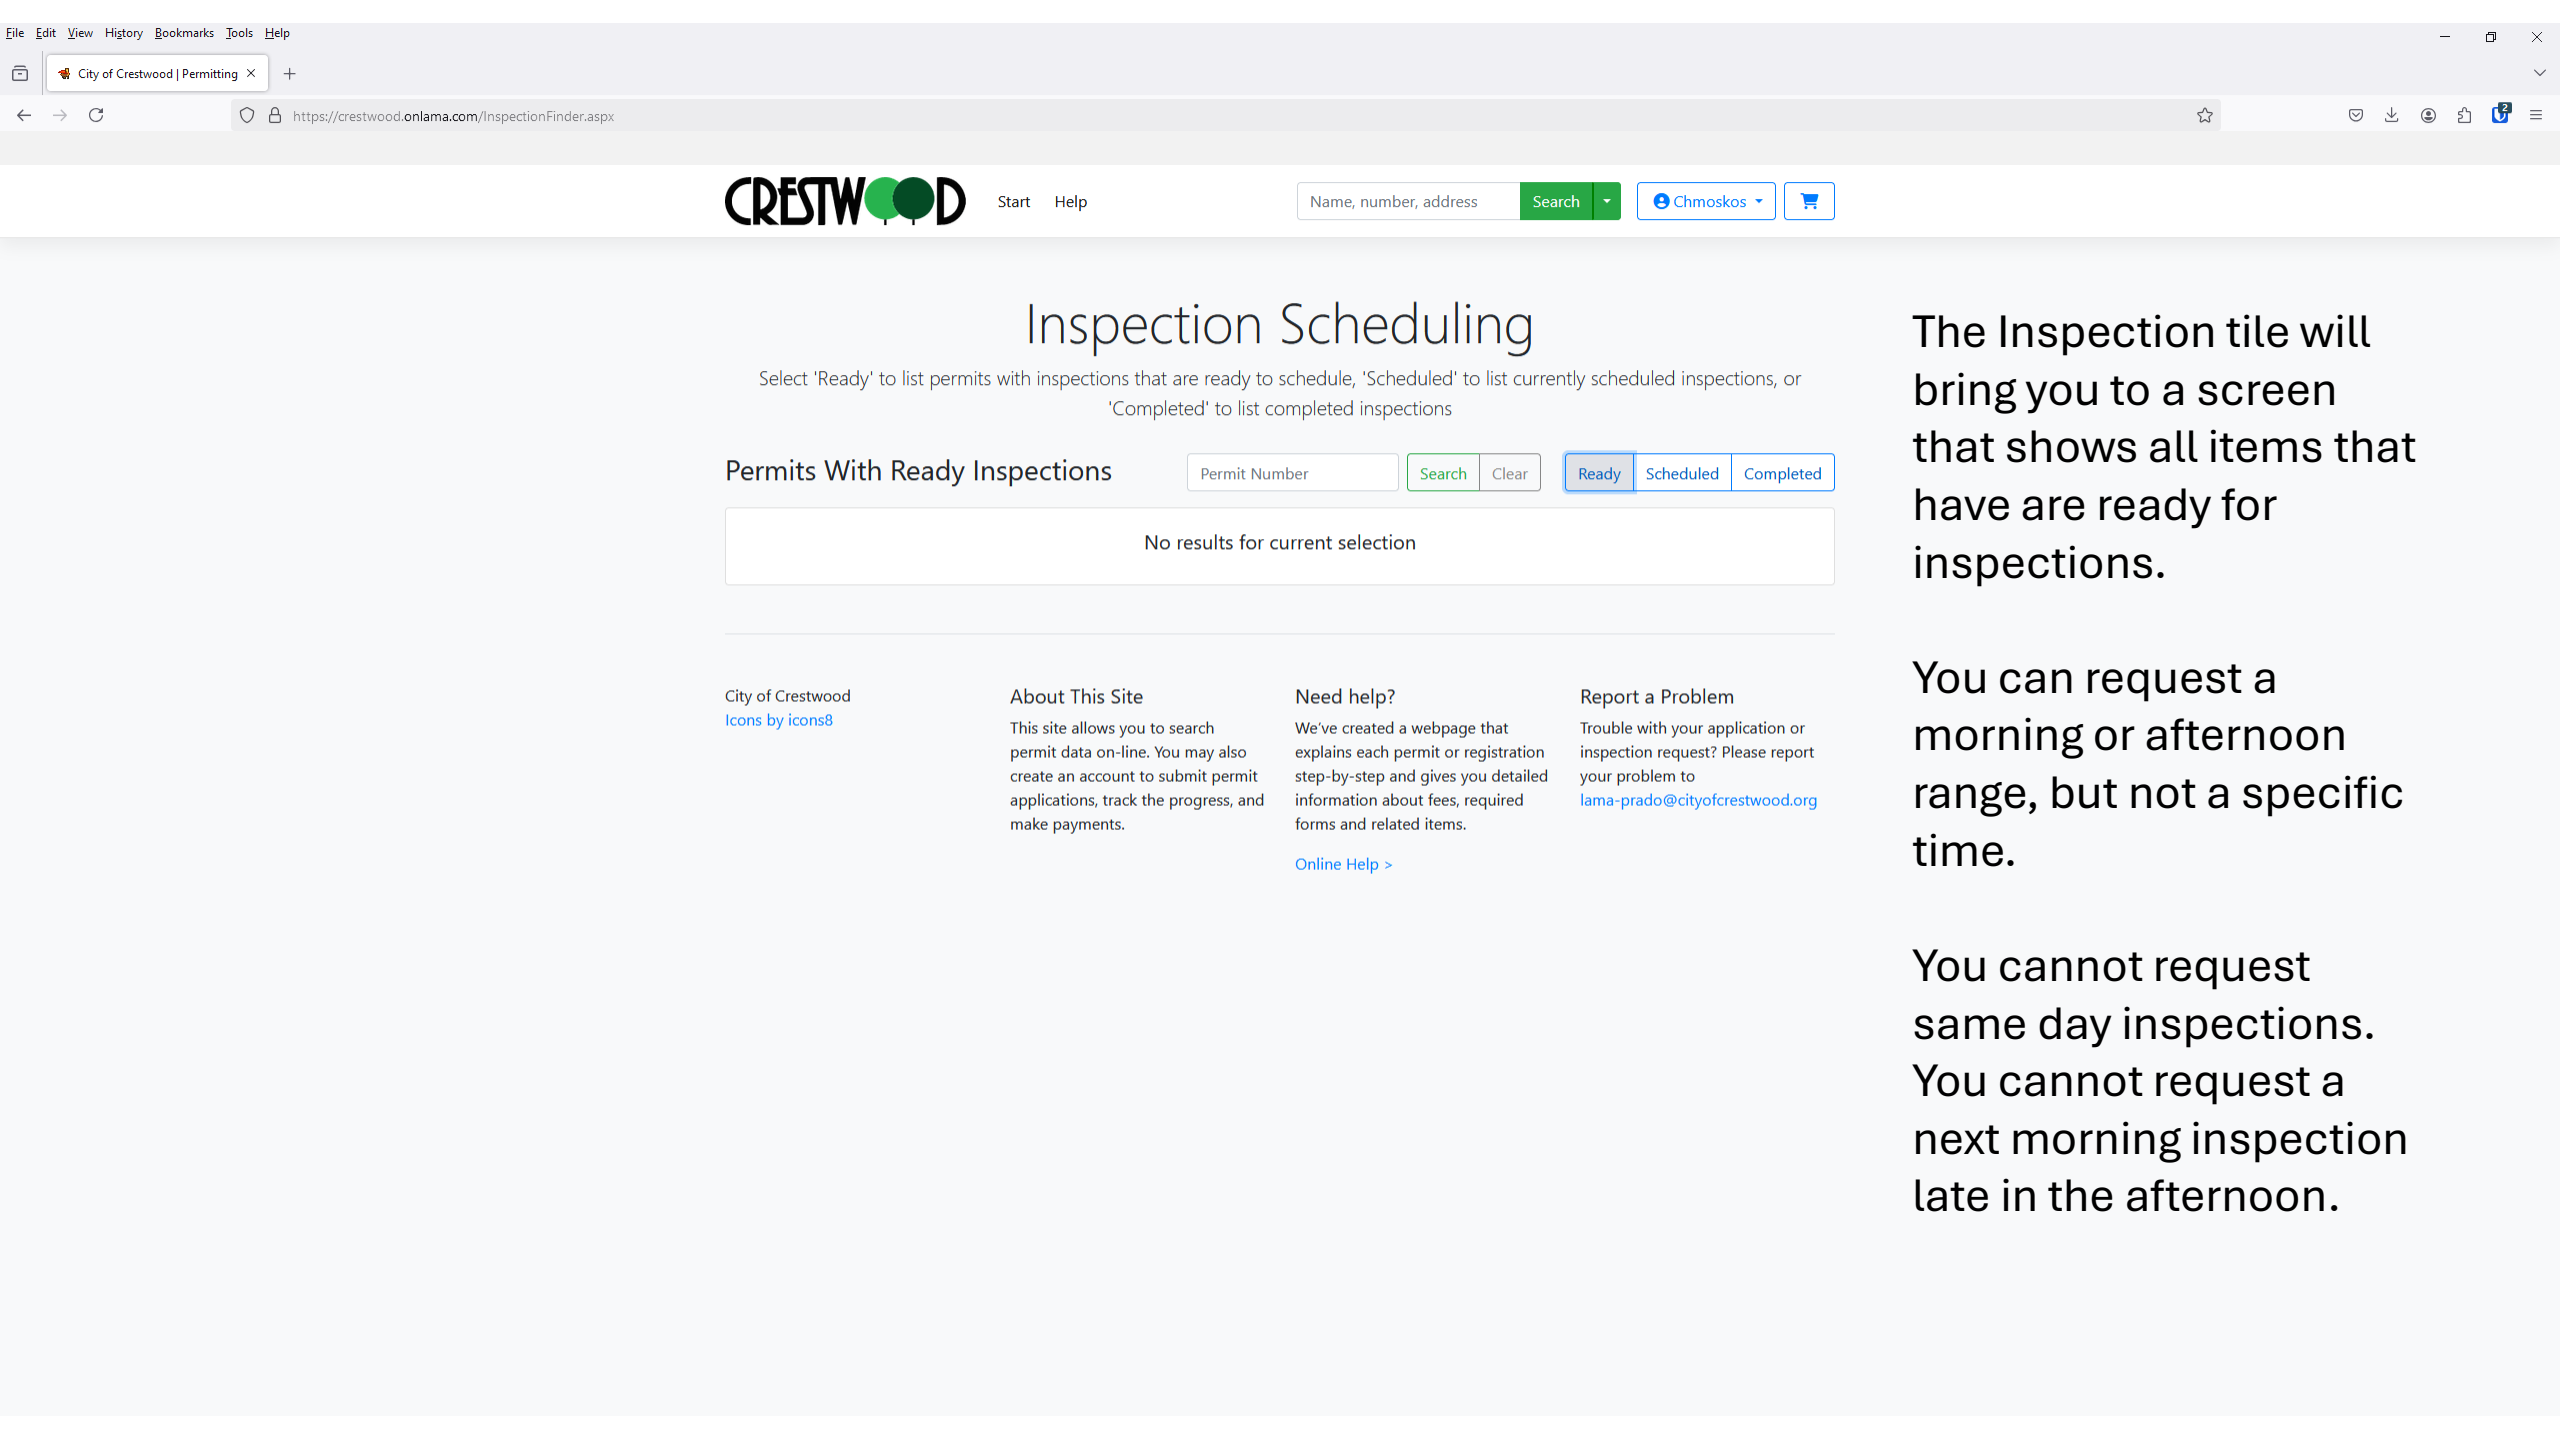 File Edit View History Bookmarks Tools Help
City of Crestwood | Permitting
https://crestwood.onlama.com/InspectionFinder.aspx
2
CRESTWOOD
Start
Help
Name, number, address
Search
Chmoskos
Inspection Scheduling
Select 'Ready' to list permits with inspections that are ready to schedule, 'Scheduled' to list currently scheduled inspections, or
'Completed' to list completed inspections
Permits With Ready Inspections
Permit Number
Search
Clear
Ready
Scheduled
Completed
No results for current selection
City of Crestwood
Icons by icons8
About This Site
This site allows you to search
permit data on-line. You may also
create an account to submit permit
applications, track the progress, and
make payments.
Need help?
We've created a webpage that
explains each permit or registration
step-by-step and gives you detailed
information about fees, required
forms and related items.
Online Help >
Report a Problem
Trouble with your application or
inspection request? Please report
your problem to
lama-prado@cityofcrestwood.org
The Inspection tile will
bring you to a screen
that shows all items that
have are ready for
inspections.
You can request a
morning or afternoon
range, but not a specific
time.
You cannot request
same day inspections.
You cannot request a
next morning inspection
late in the afternoon.